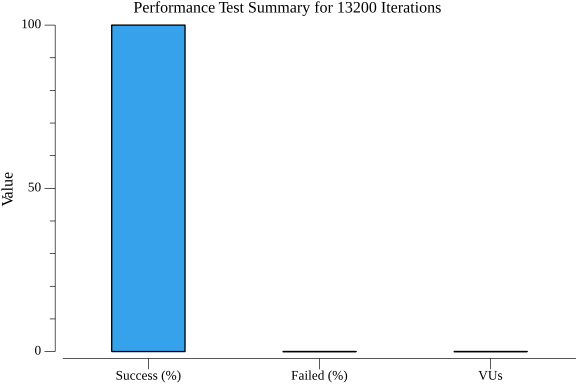 Performance Test Summary for 13200 Iterations
100
50
0
Value
Success (%)
Failed (%)
VUs